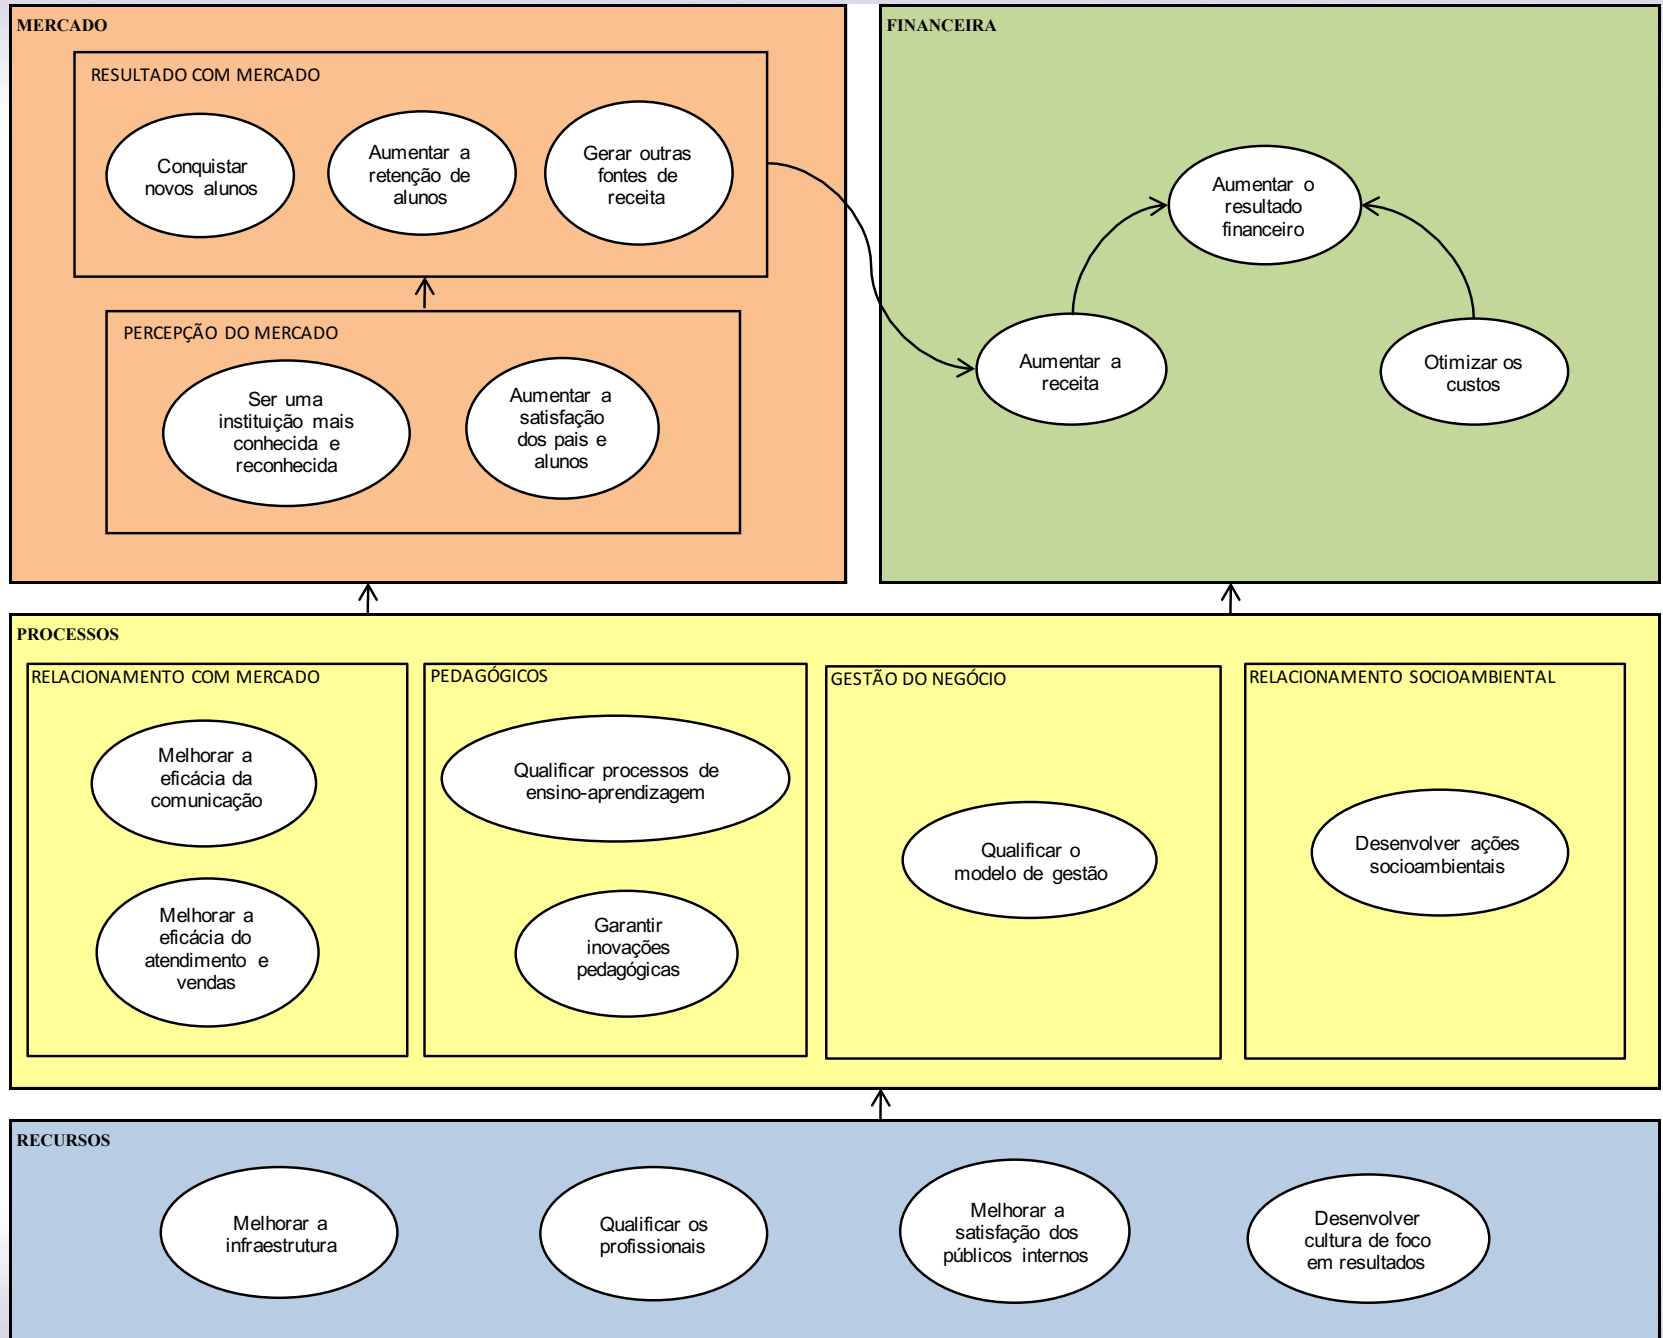 MERCADO
RESULTADO COM MERCADO
Conquistar
novos alunos
Aumentar a
retenção de
alunos
Gerar outras
fontes de
receita
PERCEPÇÃO DO MERCADO
Ser uma
instituição mais
conhecida e
reconhecida
Aumentar a
satisfação
dos pais e
alunos
FINANCEIRA
Aumentar o
resultado
financeiro
Aumentar a
receita
Otimizar os
custos
PROCESSOS
RELACIONAMENTO COM MERCADO
Melhorar a
eficácia da
comunicação
Melhorar a
eficácia do
atendimento e
vendas
PEDAGÓGICOS
Qualificar processos de
ensino-aprendizagem
Garantir
inovações
pedagógicas
GESTÃO DO NEGÓCIO
Qualificar o
modelo de gestão
RELACIONAMENTO SOCIOAMBIENTAL
Desenvolver ações
socioambientais
RECURSOS
Melhorar a
infraestrutura
Qualificar os
profissionais
Melhorar a
satisfação dos
públicos internos
Desenvolver
cultura de foco
em resultados